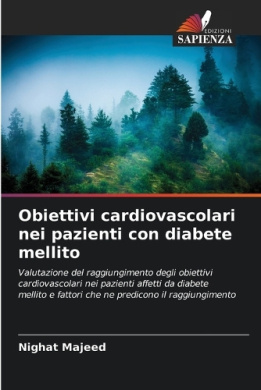 EDIZIONI
SAPIENZA
Obiettivi cardiovascolari
nei pazienti con diabete
mellito
Valutazione del raggiungimento degli obiettivi
cardiovascolari nei pazienti affetti da diabete
mellito e fattori che ne predicono il raggiungimento
Nighat Majeed